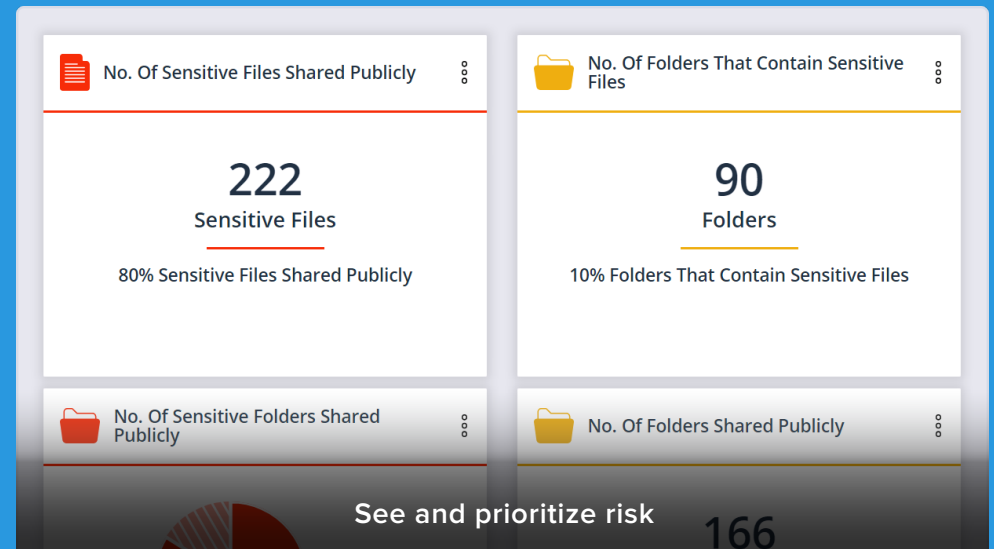 No. Of Sensitive Files Shared Publicly
No. Of Folders That Contain Sensitive
Files
222
Sensitive Files
80% Sensitive Files Shared Publicly
90
Folders
10% Folders That Contain Sensitive Files
No. Of Sensitive Folders Shared
Publicly
No. Of Folders Shared Publicly
See and prioritize risk
166